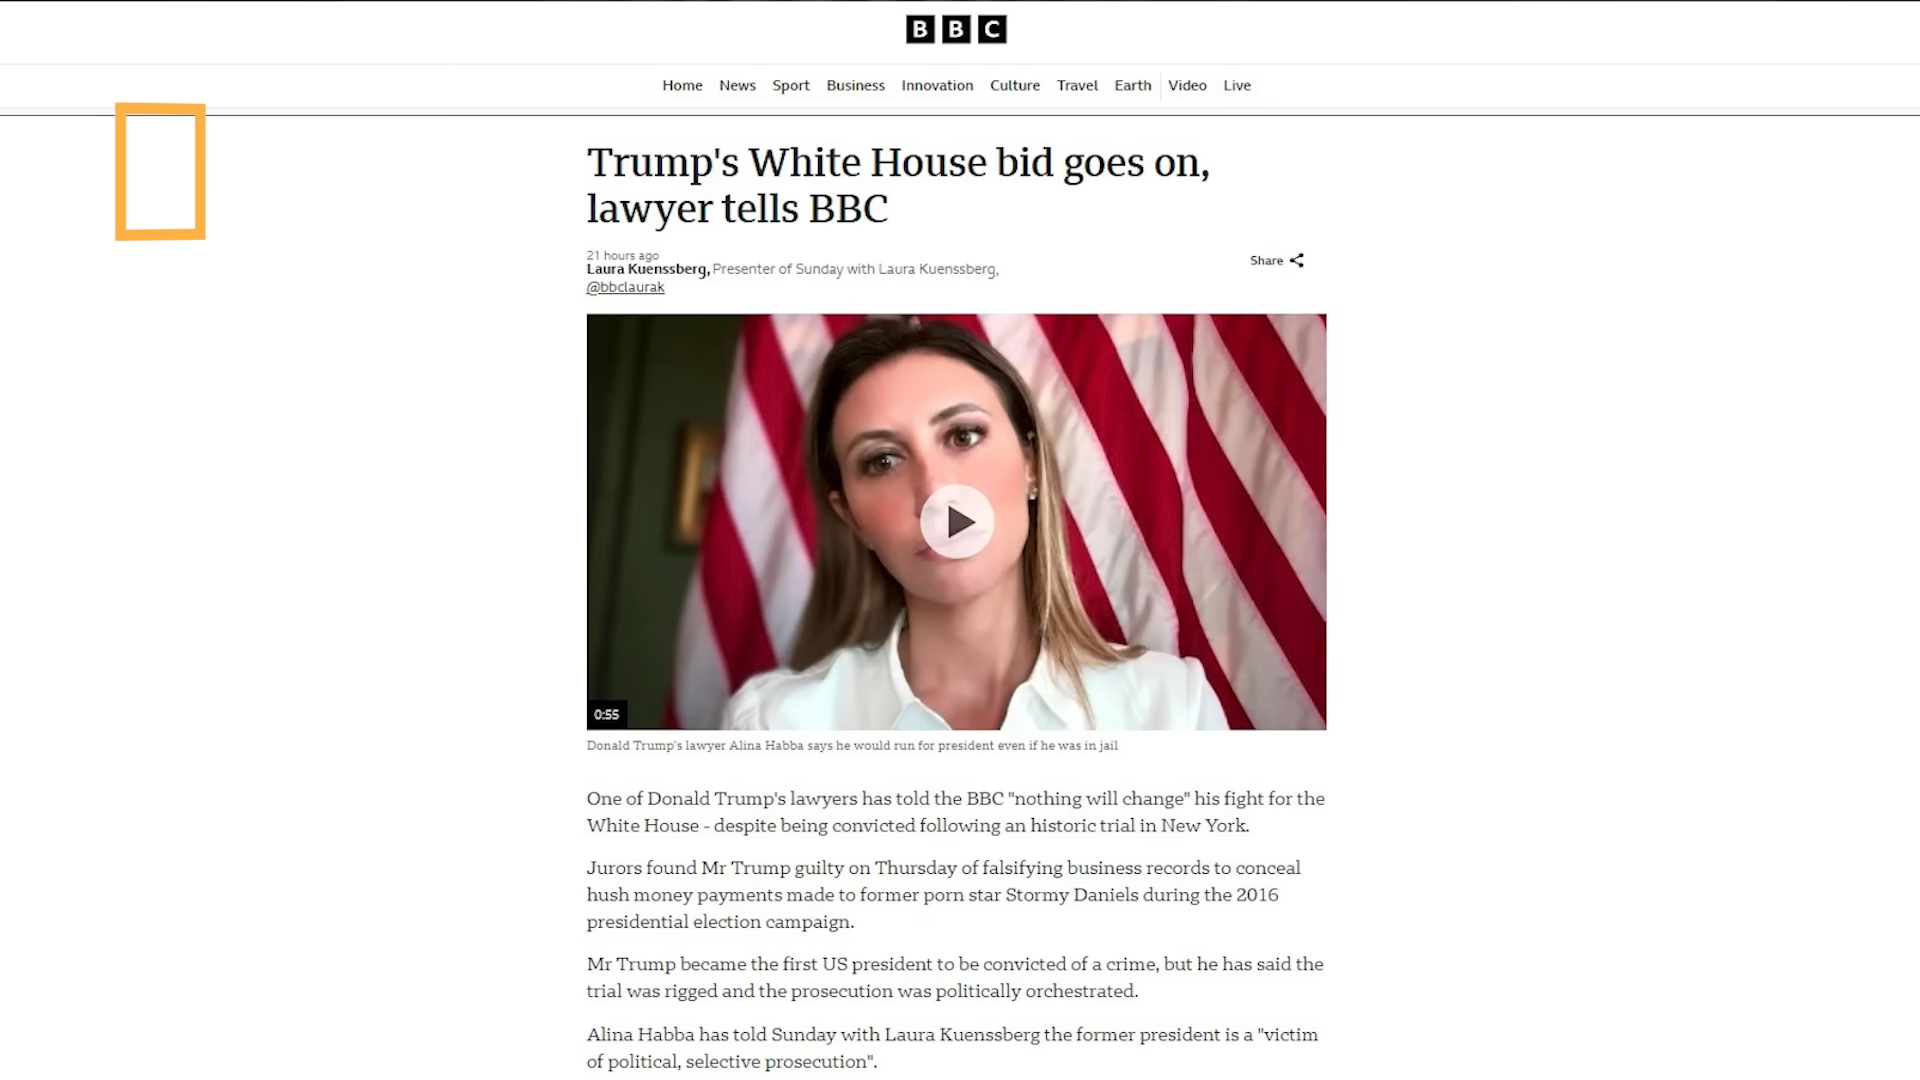 BBC
Home News Sport Business Innovation Culture Travel Earth Video Live
Trump's White House bid goes on,
lawyer tells BBC
21 hours ago
Laura Kuenssberg, Presenter of Sunday with Laura Kuenssberg,
@bbclaurak
Share
0:55
Donald Trump's lawyer Alina Habba says he would run for president even if he was in jail
One of Donald Trump's lawyers has told the BBC "nothing will change" his fight for the
White House - despite being convicted following an historic trial in New York.
Jurors found Mr Trump guilty on Thursday of falsifying business records to conceal
hush money payments made to former porn star Stormy Daniels during the 2016
presidential election campaign.
Mr Trump became the first US president to be convicted of a crime, but he has said the
trial was rigged and the prosecution was politically orchestrated.
Alina Habba has told Sunday with Laura Kuenssberg the former president is a "victim
of political, selective prosecution".